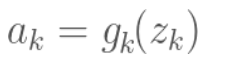 a_k = g_k(z_k)